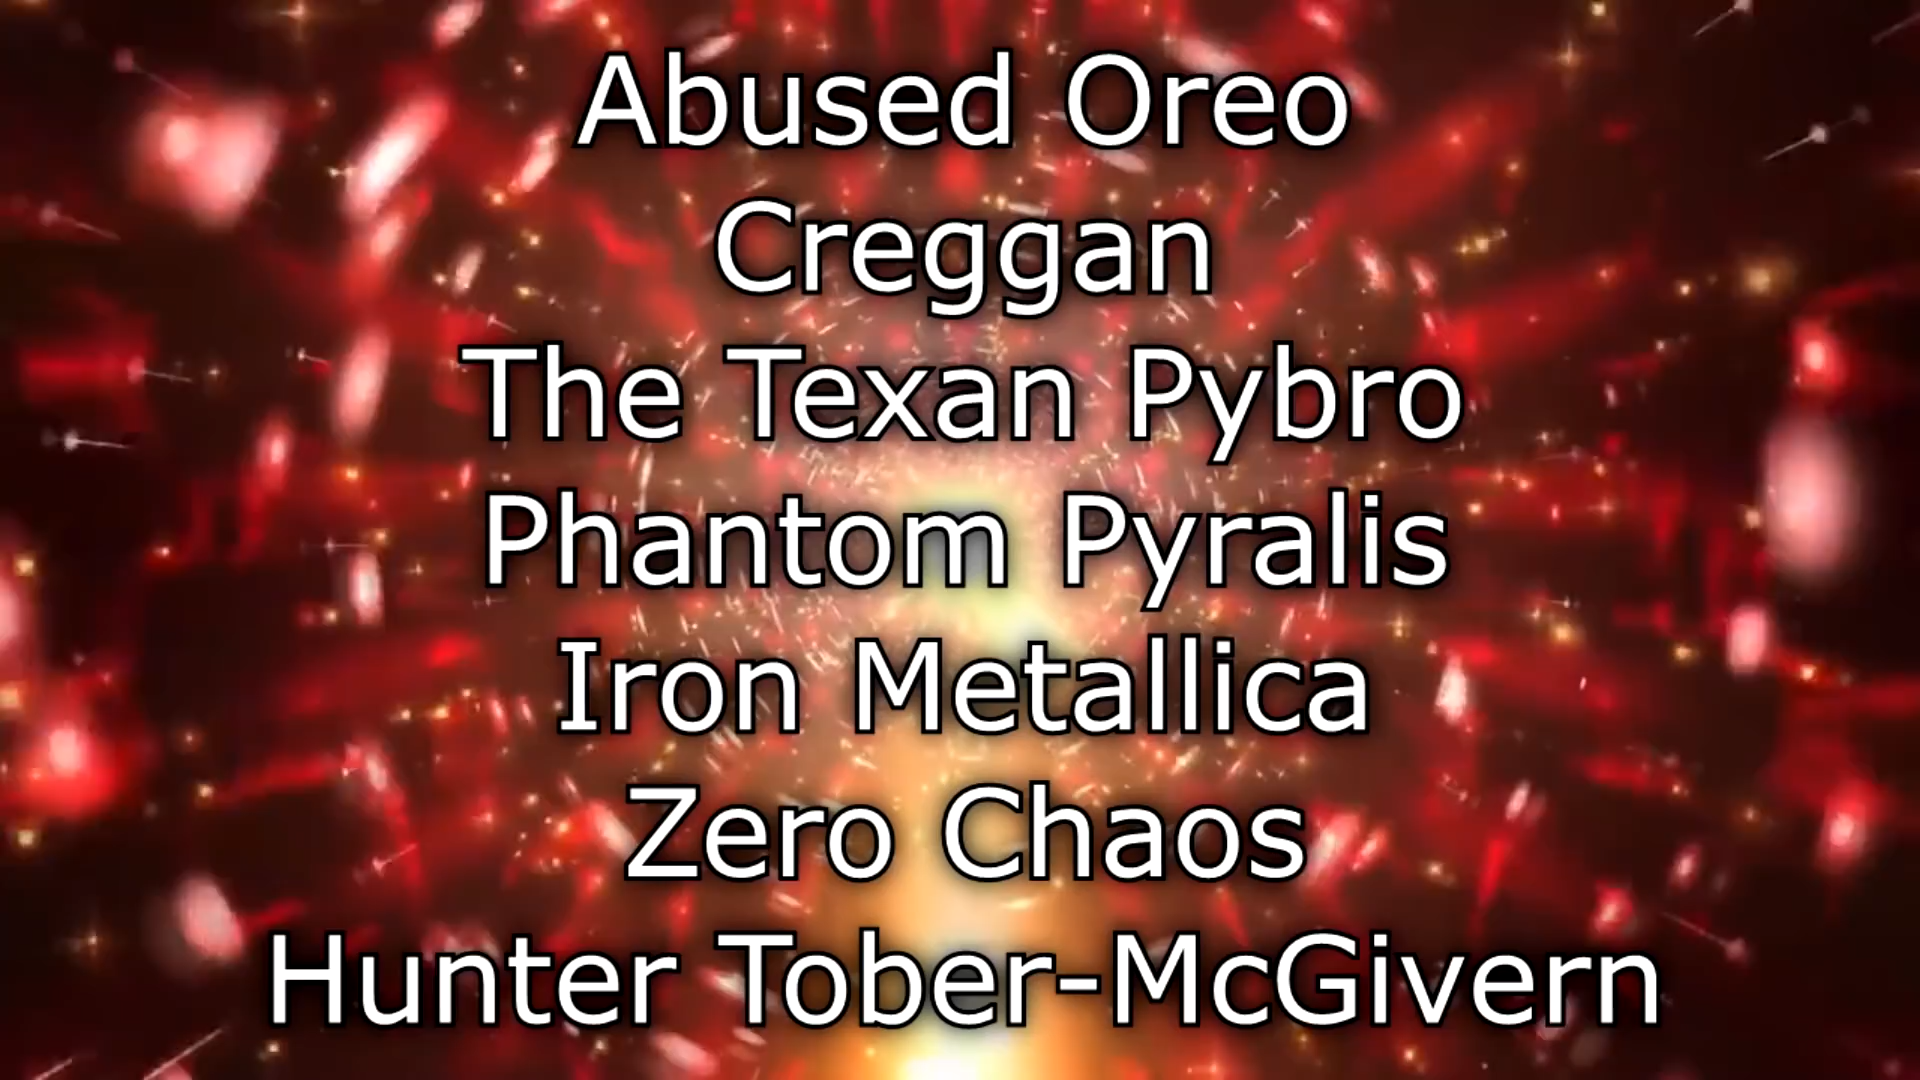 Abused Oreo
Creggan
The Texan Pybro
Phantom Pyralis
Iron Metallica
Zero Chaos
Hunter Tober-McGivern